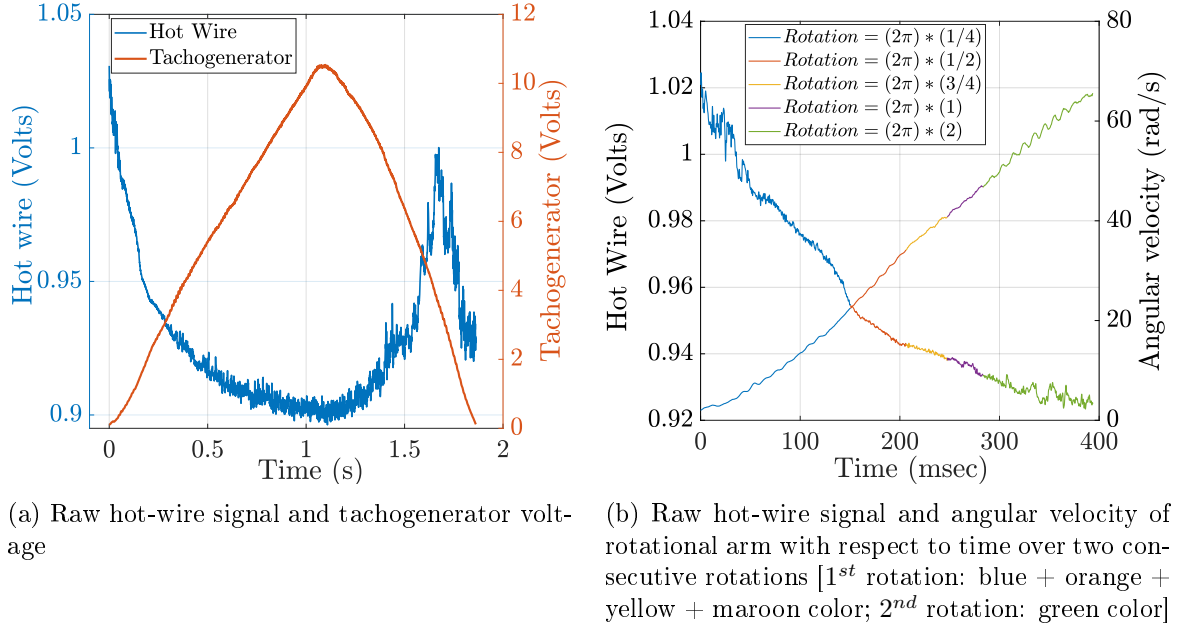 1.05
1
0.95
0.9
Hot wire (Volts)
Hot Wire
Tachogenerator
12
10
8
6
4
2
0
Tachogenerator (Volts)
0
0.5
1
1.5
2
Time (s)
(a) Raw hot-wire signal and tachogenerator volt-
age
1.04
1.02
1
0.98
0.96
0.94
0.92
Hot Wire (Volts)
Rotation = (2π) ∗ (1/4)
Rotation = (2π) ∗ (1/2)
Rotation = (2π) ∗ (3/4)
Rotation = (2π) ∗ (1)
Rotation = (2π) ∗ (2)
80
60
40
20
0
Angular velocity (rad/s)
0
100
200
300
400
Time (msec)
(b) Raw hot-wire signal and angular velocity of
rotational arm with respect to time over two con-
secutive rotations [1st rotation: blue + orange +
yellow + maroon color; 2nd rotation: green color]